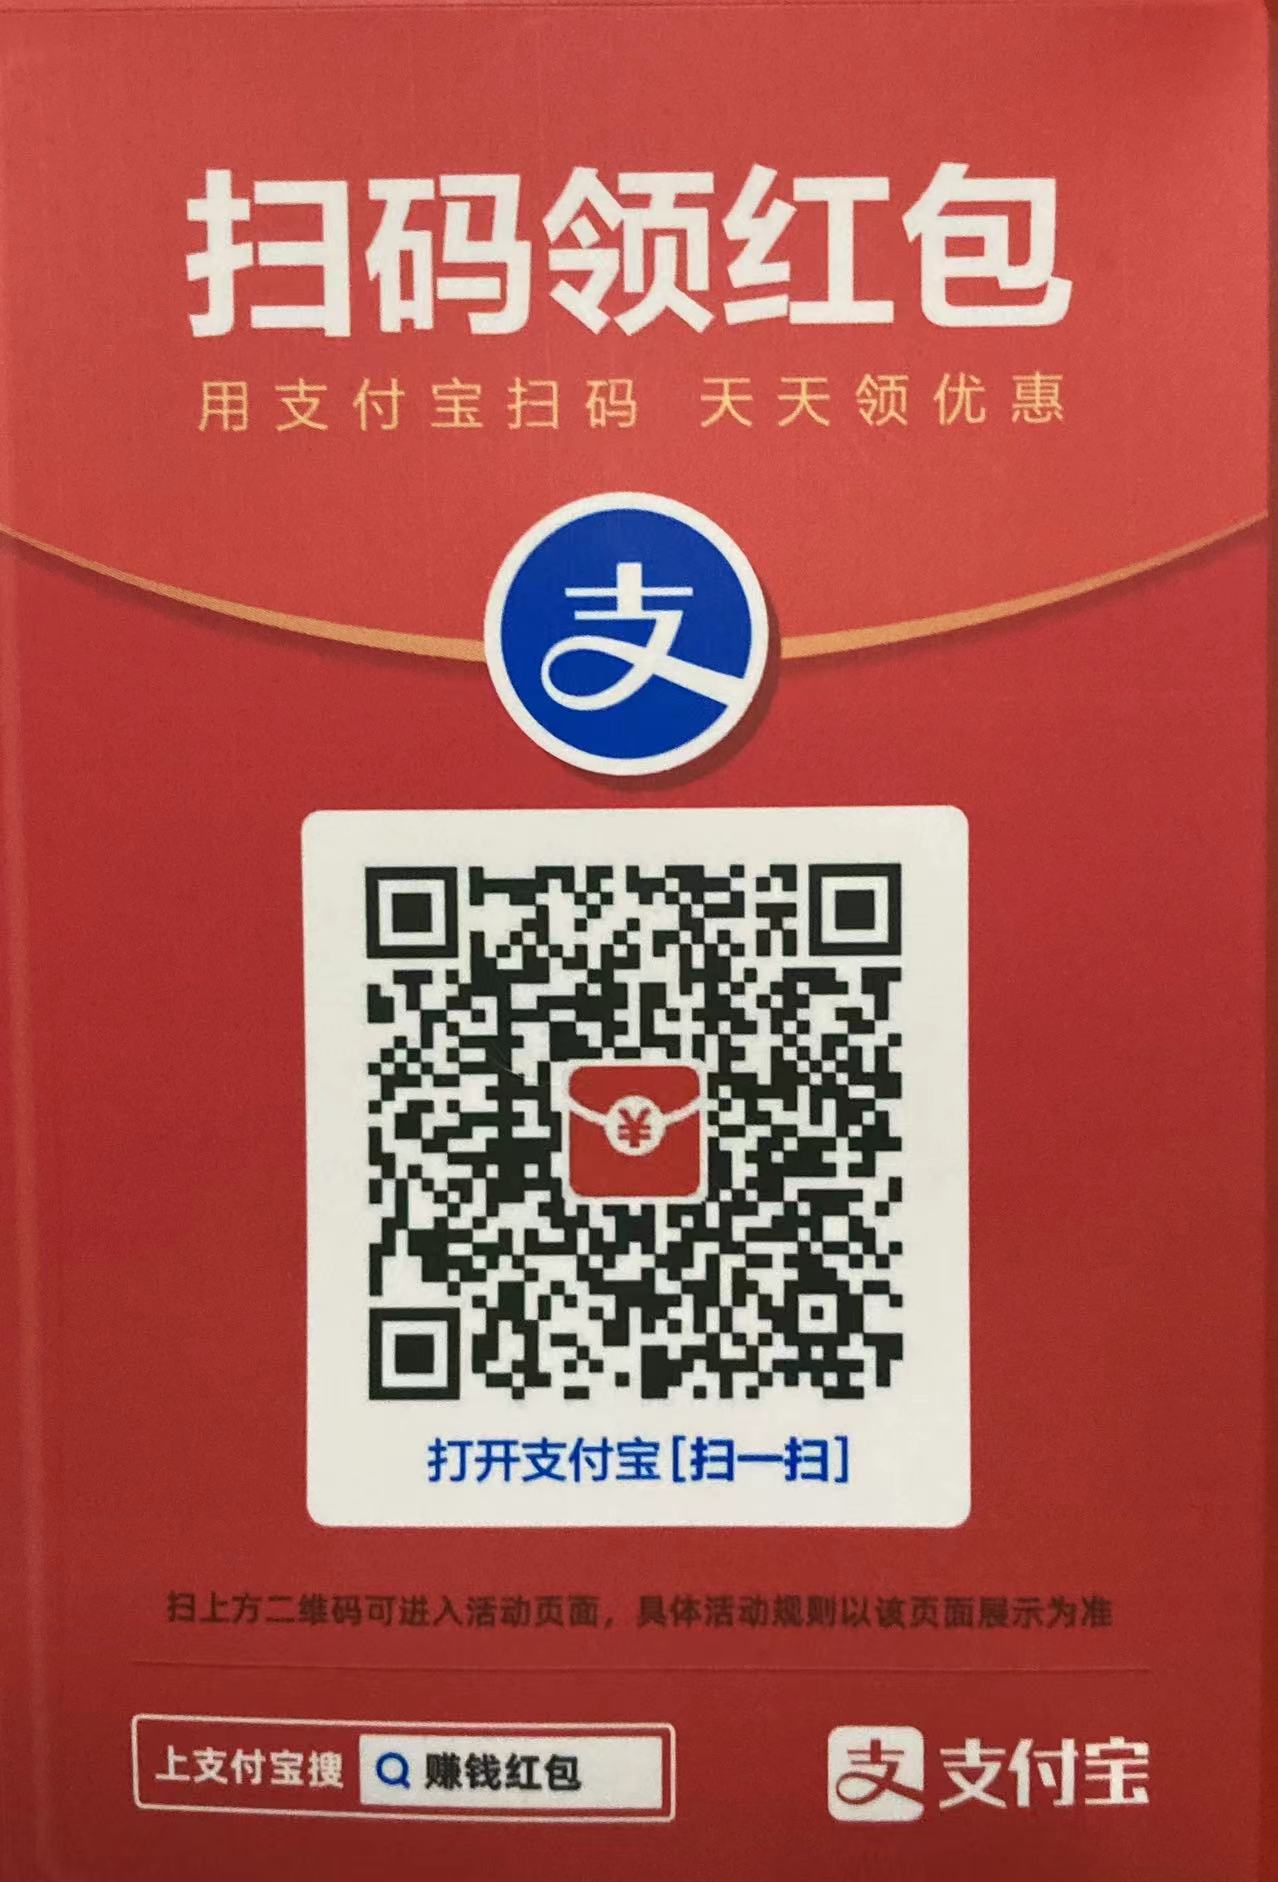 扫码领红包
用支付宝扫码 天天领优惠
支
¥
打开支付宝[扫一扫]
扫上方二维码可进入活动页面，具体活动规则以该页面展示为准
上支付宝搜 赚钱红包
支 支付宝